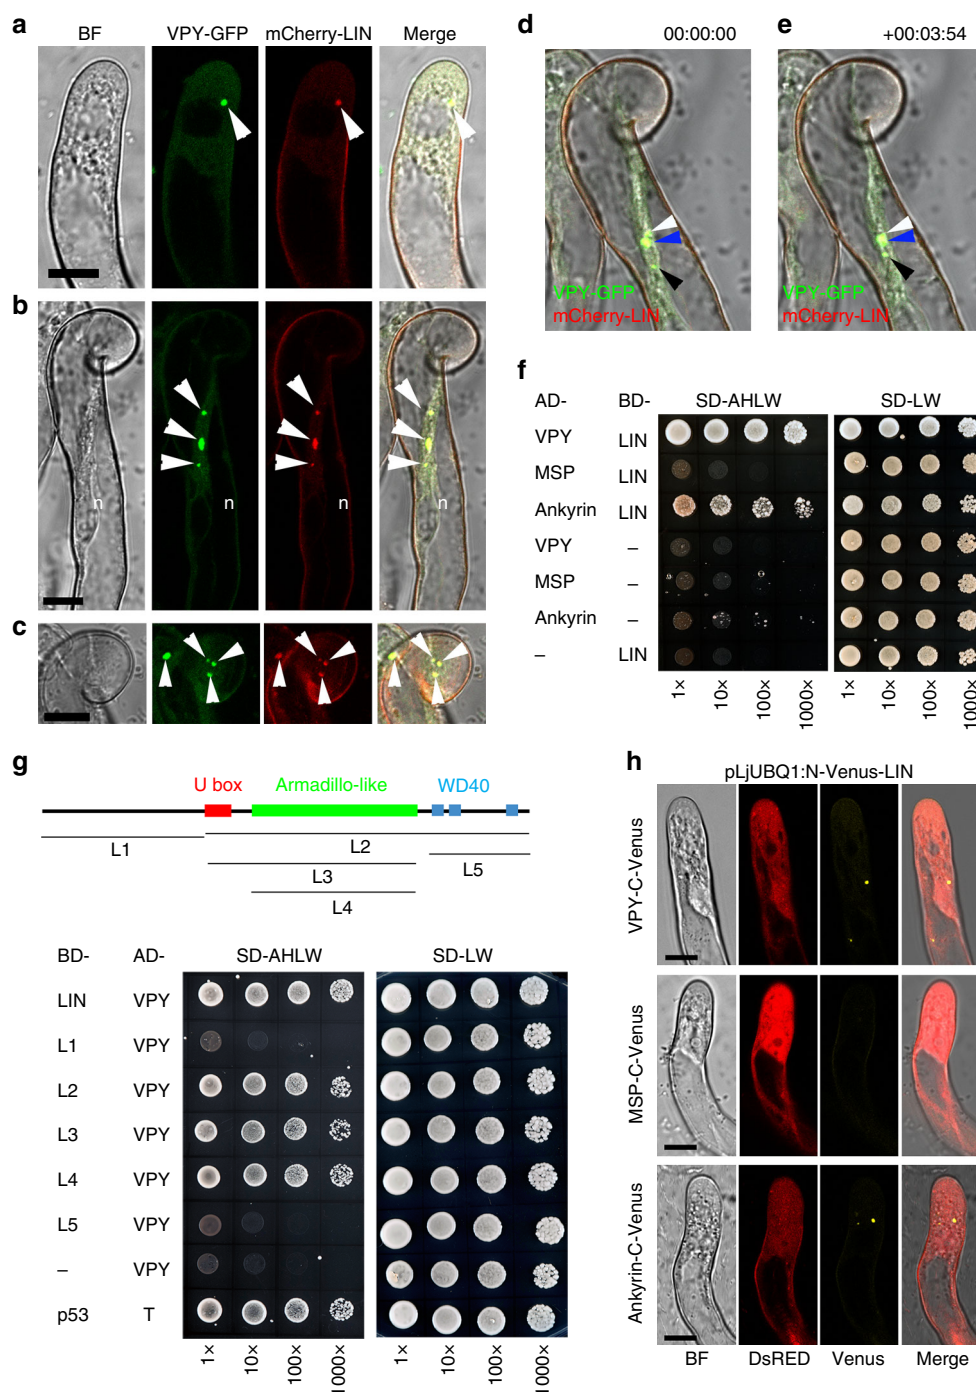 a
BF VPY-GFP mCherry-LIN Merge
b
n n n
c
d 00:00:00
VPY-GFP
mCherry-LIN
e +00:03:54
VPY-GFP
mCherry-LIN
f
AD- BD- SD-AHLW SD-LW
VPY LIN
MSP LIN
Ankyrin LIN
VPY –
MSP –
Ankyrin –
– LIN
1× 10× 100× 1000× 1× 10× 100× 1000×
g
U box Armadillo-like WD40
L1 L2 L5
L3
L4
BD- AD- SD-AHLW SD-LW
LIN VPY
L1 VPY
L2 VPY
L3 VPY
L4 VPY
L5 VPY
– VPY
p53 T
1× 10× 100× 1000× 1× 10× 100× 1000×
h
pLjUBQ1:N-Venus-LIN
VPY-C-Venus
MSP-C-Venus
Ankyrin-C-Venus
BF DsRED Venus Merge